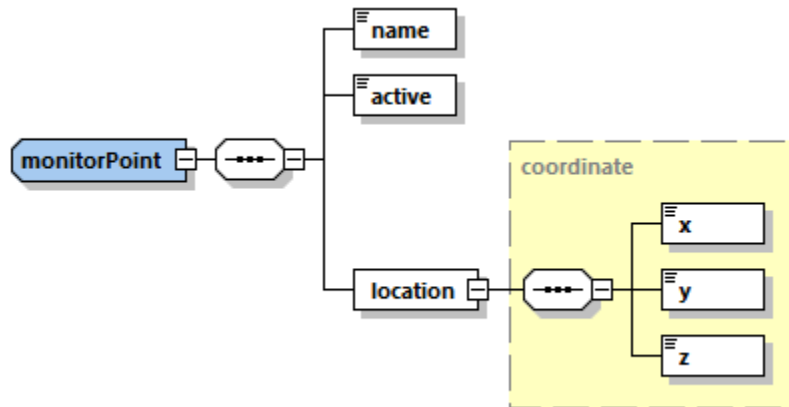 name
active
monitorPoint
coordinate
x
location
y
z